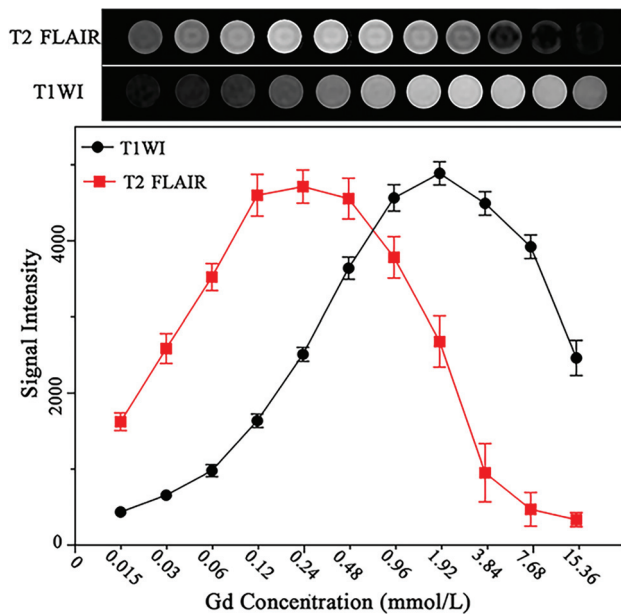 T2 FLAIR
T1WI
T1WI
T2 FLAIR
Signal Intensity
4000
2000
0
0 0.015 0.03 0.06 0.12 0.24 0.48 0.96 1.92 3.84 7.68 15.36
Gd Concentration (mmol/L)